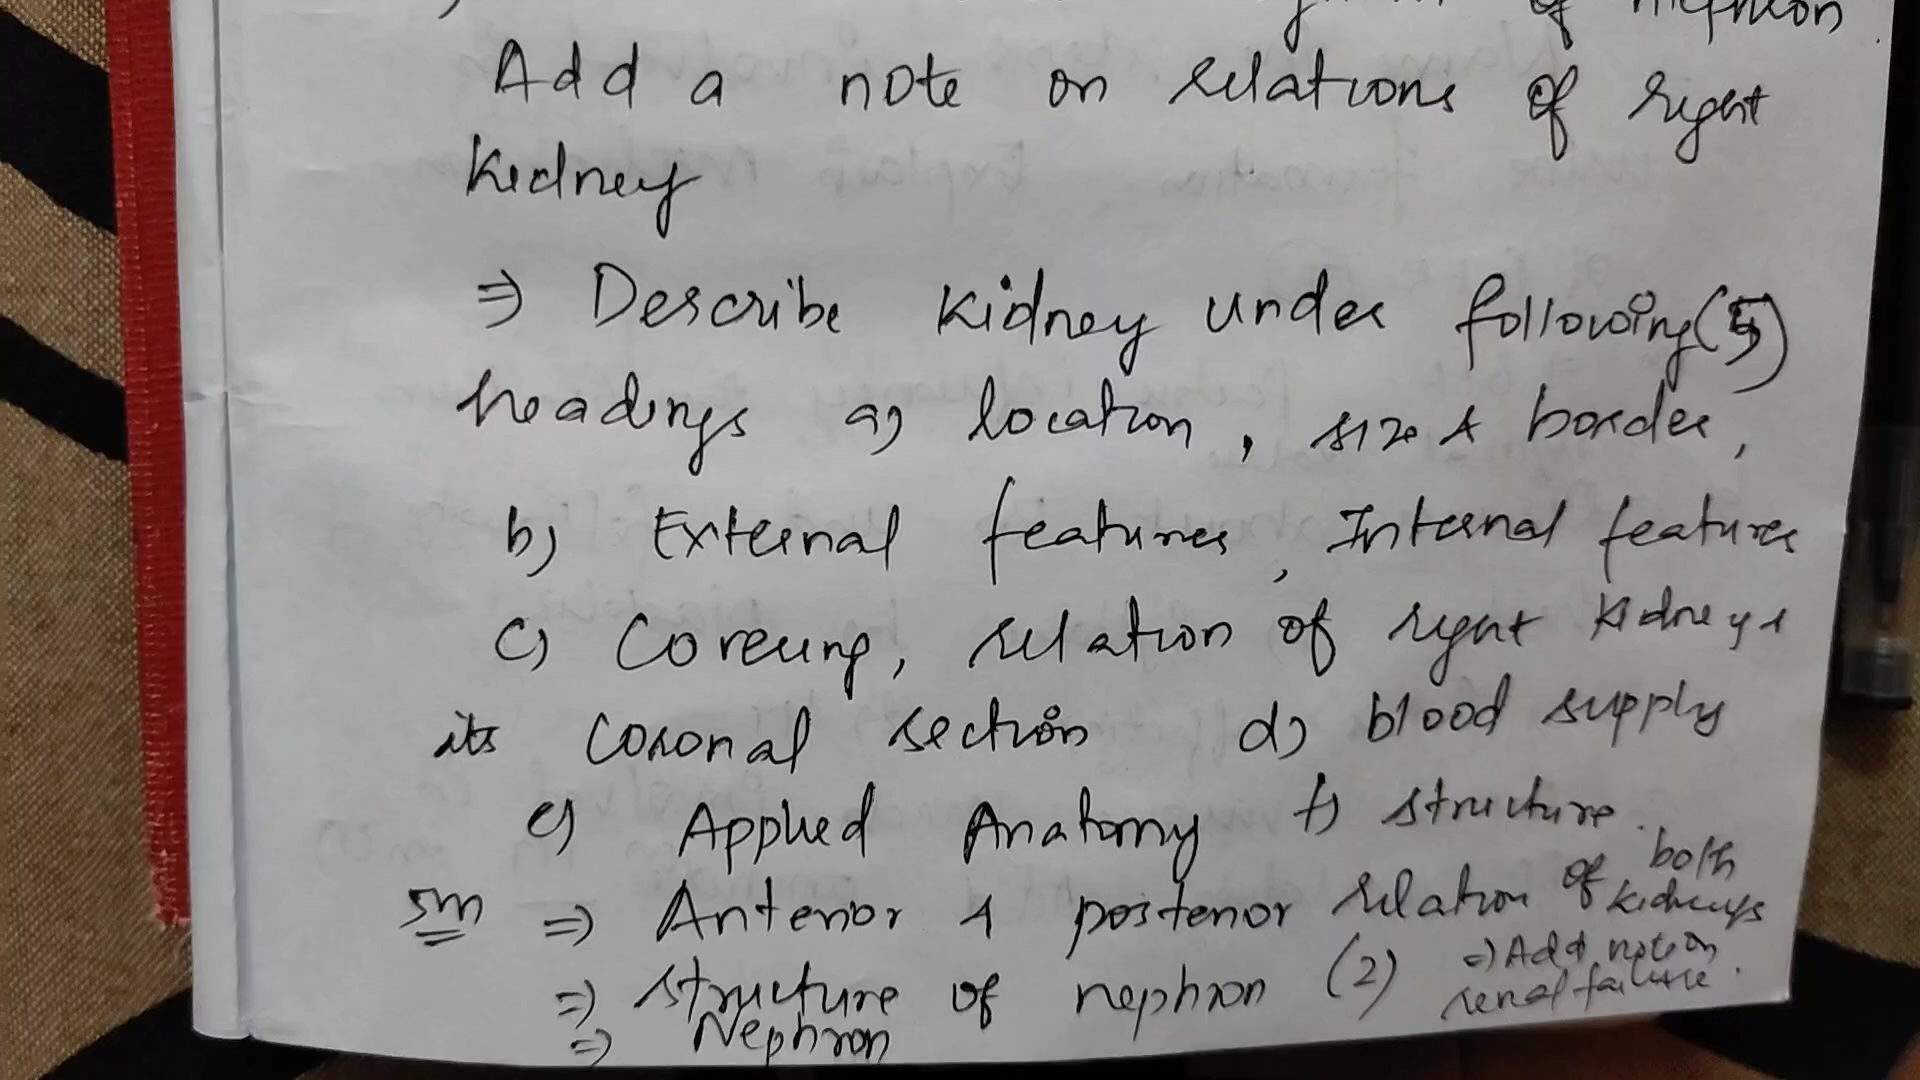 of nephron
Add a note on relations of right
Kidney
⇒ Describe Kidney under following (5)
headings a) location, size & border,
b) External features, Internal features
c) Covering, relation of right kidney &
its coronal section d) blood supply
e) Applied Anatomy f) structure.
5m ⇒ Anterior & posterior relation of both kidneys
⇒ structure of nephron (2) ⇒ Add note on renal failure.
⇒ Nephron